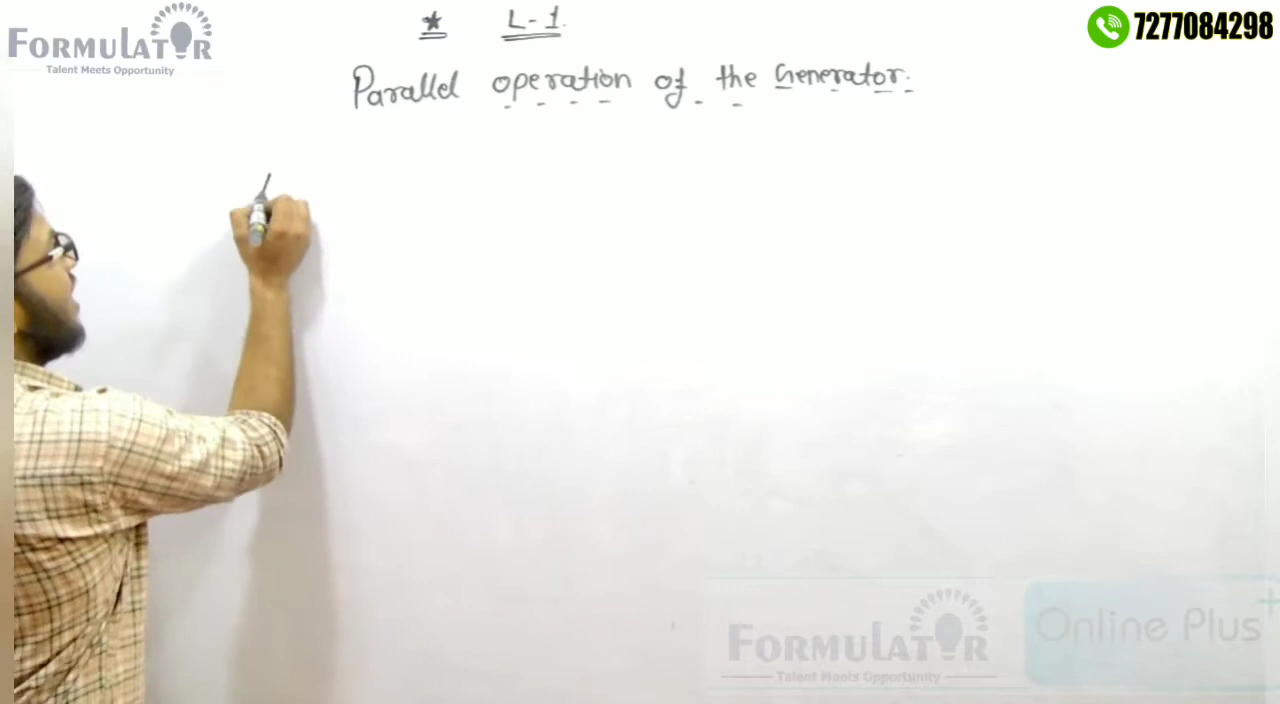 FORMULATOR
Talent Meets Opportunity
* L-1.
7277084298
Parallel operation of the Generator.
FORMULATOR
Talent Meets Opportunity
Online Plus +